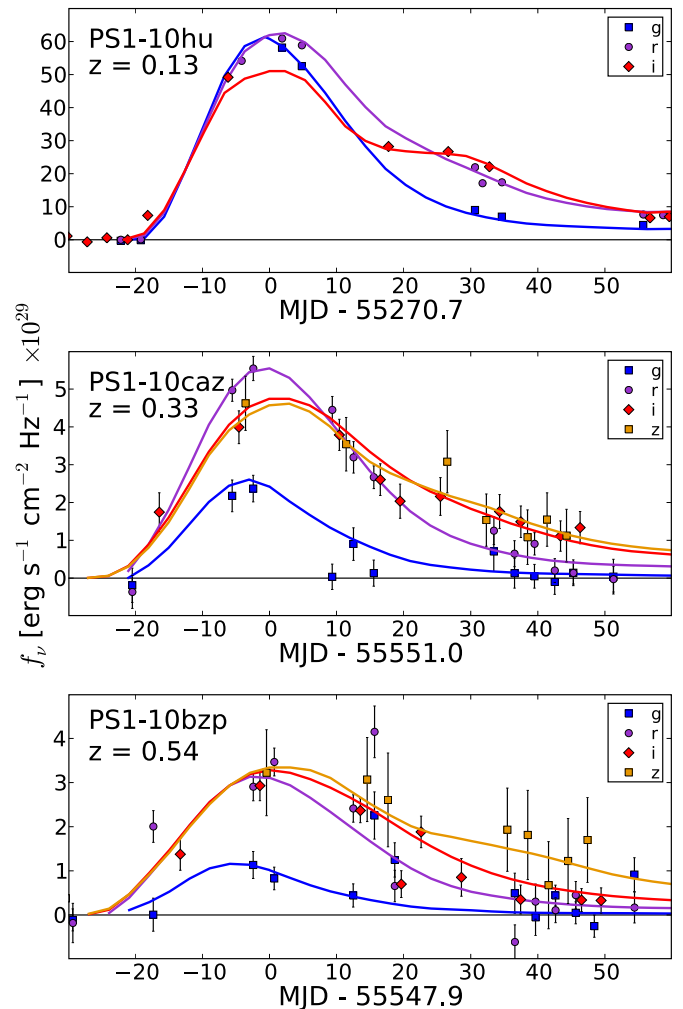 PS1-10hu
z = 0.13
g
r
i
60
50
40
30
20
10
0
−20 −10 0 10 20 30 40 50
MJD - 55270.7
f_ν [erg s⁻¹ cm⁻² Hz⁻¹] ×10²⁹
PS1-10caz
z = 0.33
g
r
i
z
5
4
3
2
1
0
−20 −10 0 10 20 30 40 50
MJD - 55551.0
PS1-10bzp
z = 0.54
g
r
i
z
4
3
2
1
0
−20 −10 0 10 20 30 40 50
MJD - 55547.9